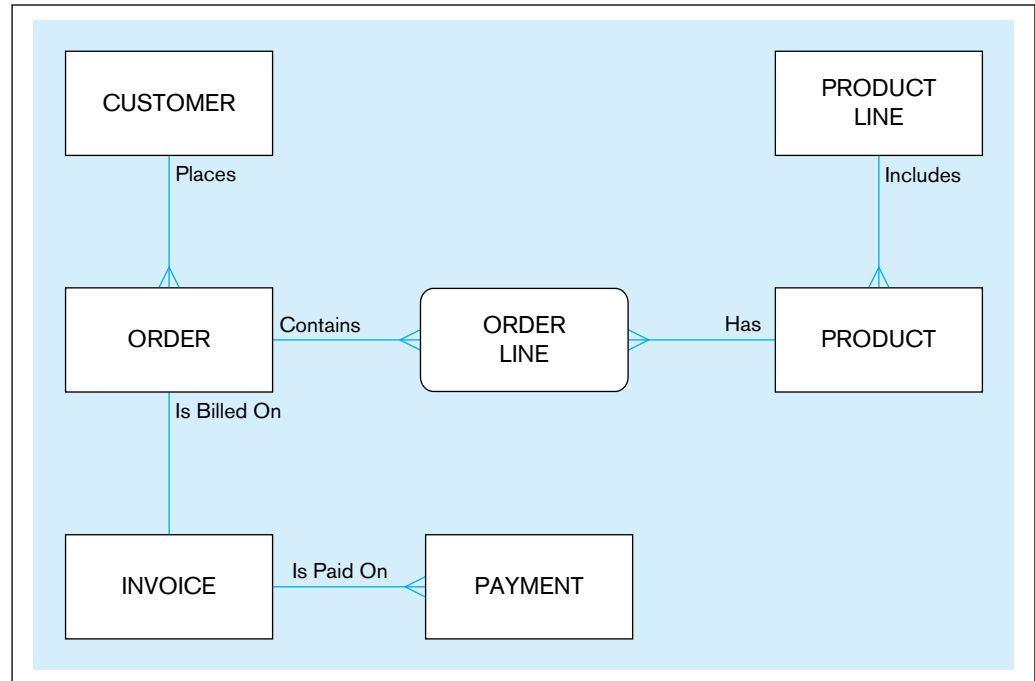 CUSTOMER
PRODUCT
LINE
Places
Includes
ORDER
Contains
ORDER
LINE
Has
PRODUCT
Is Billed On
INVOICE
Is Paid On
PAYMENT